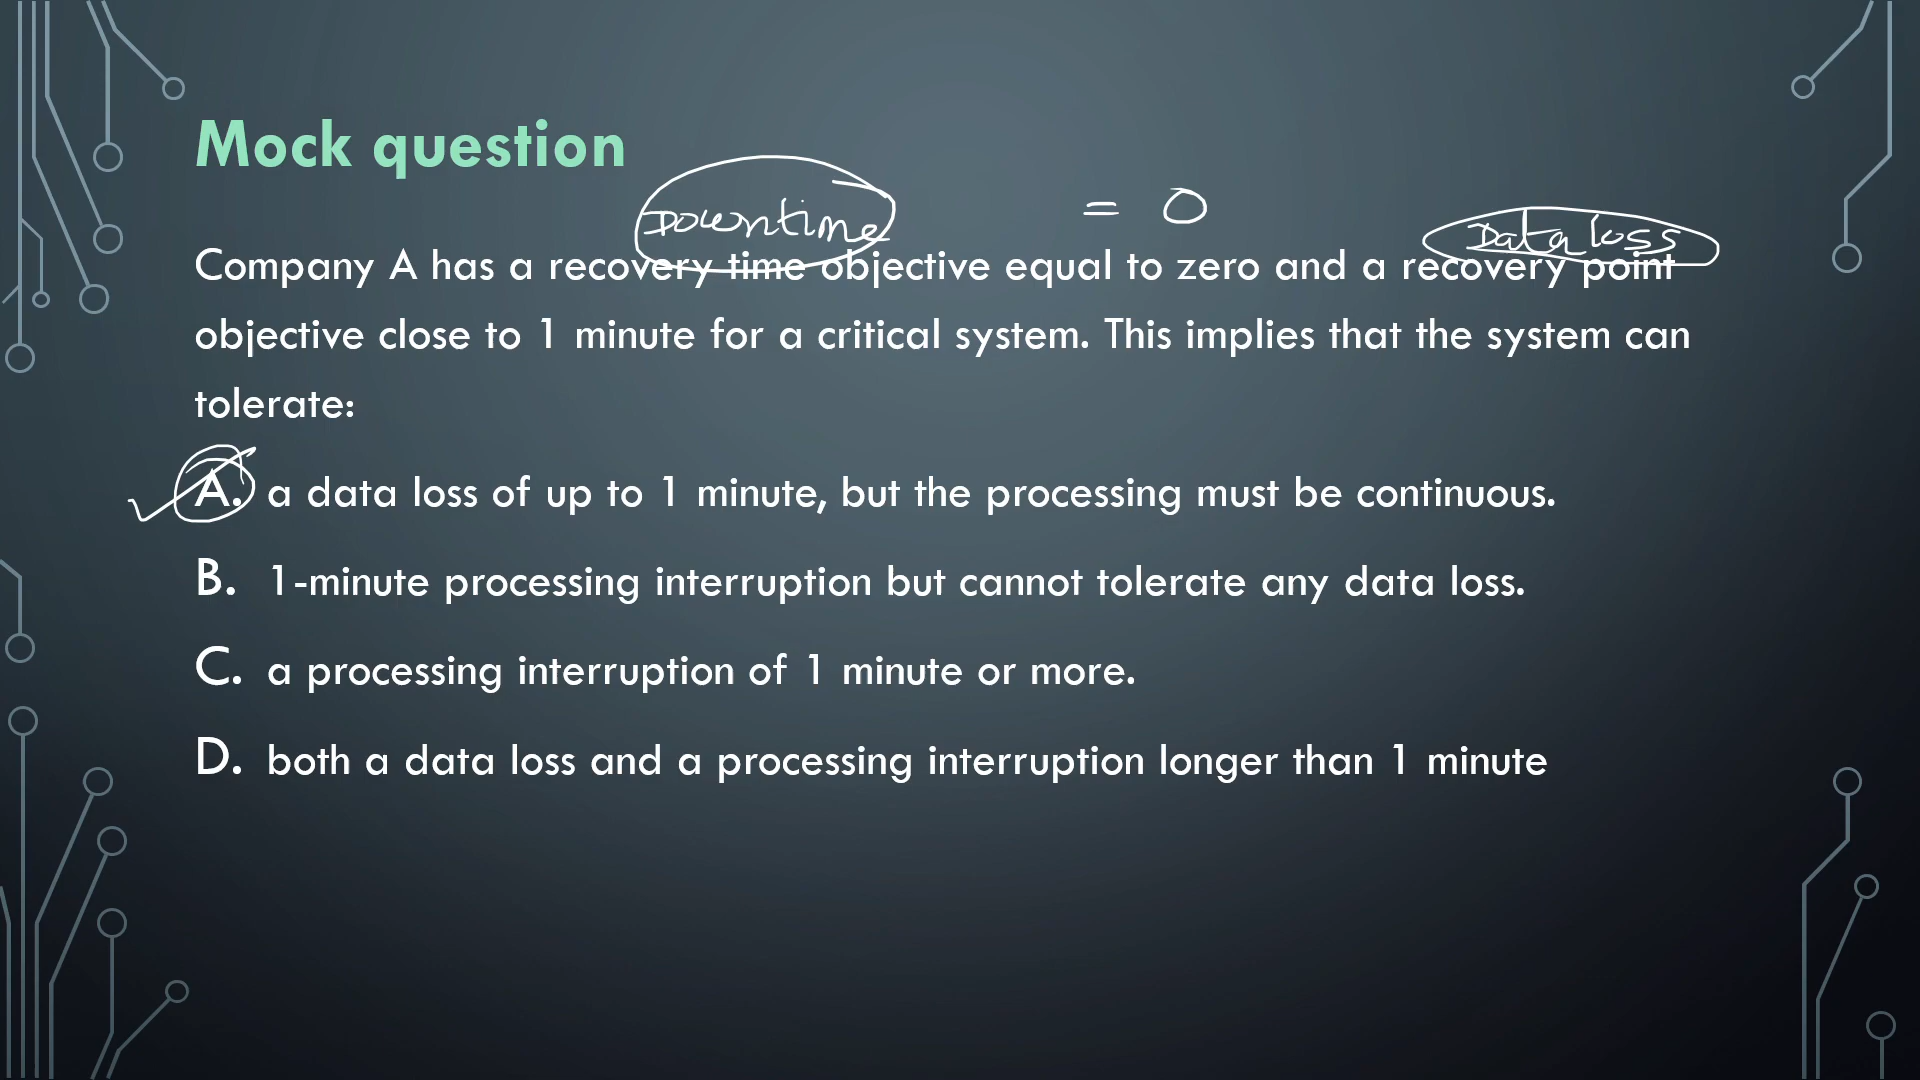 Mock question
Downtime = 0 Data loss
Company A has a recovery time objective equal to zero and a recovery point
objective close to 1 minute for a critical system. This implies that the system can
tolerate:
A. a data loss of up to 1 minute, but the processing must be continuous.
B. 1-minute processing interruption but cannot tolerate any data loss.
C. a processing interruption of 1 minute or more.
D. both a data loss and a processing interruption longer than 1 minute